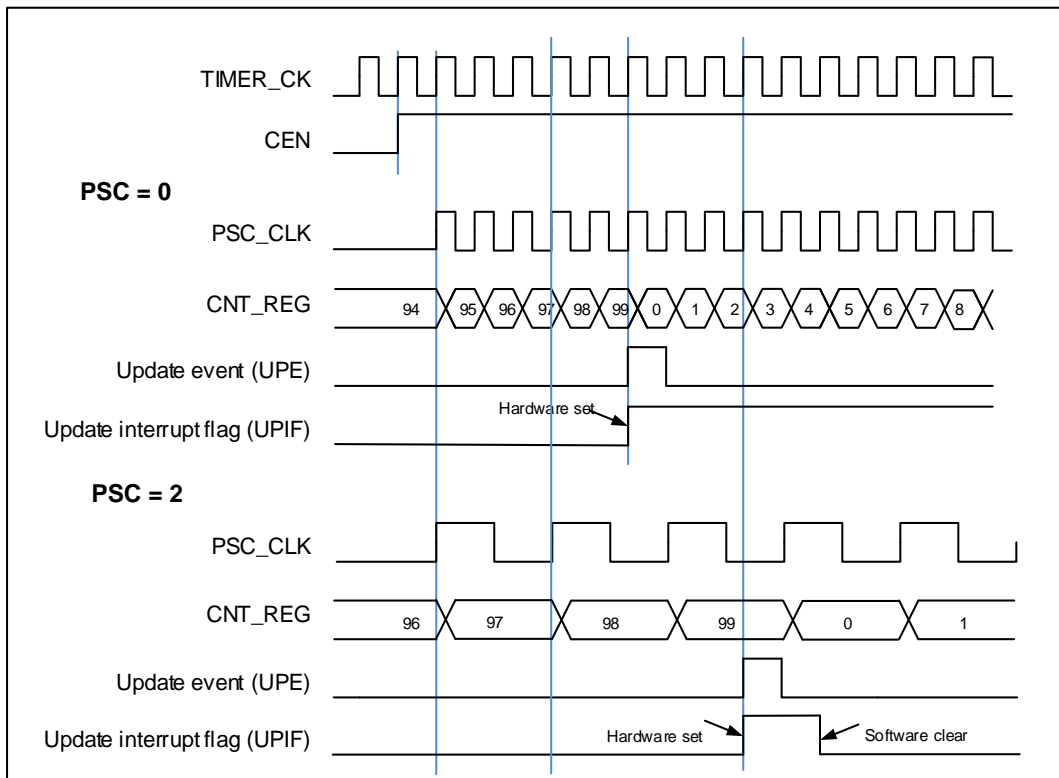 TIMER_CK
CEN
PSC = 0
PSC_CLK
CNT_REG 94 95 96 97 98 99 0 1 2 3 4 5 6 7 8
Update event (UPE)
Hardware set
Update interrupt flag (UPIF)
PSC = 2
PSC_CLK
CNT_REG 96 97 98 99 0 1
Update event (UPE)
Update interrupt flag (UPIF) Hardware set Software clear